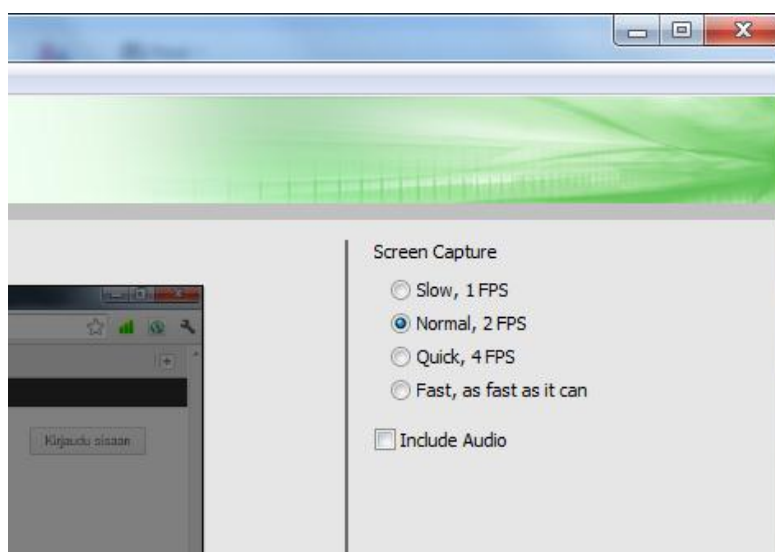 Screen Capture
Slow, 1 FPS
Normal, 2 FPS
Quick, 4 FPS
Fast, as fast as it can
Include Audio
Kirjaudu sisään